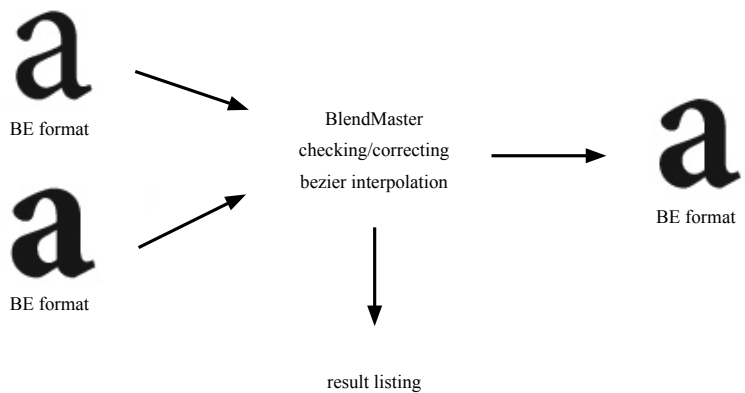 a
BE format
a
BE format
BlendMaster
checking/correcting
bezier interpolation
a
BE format
result listing